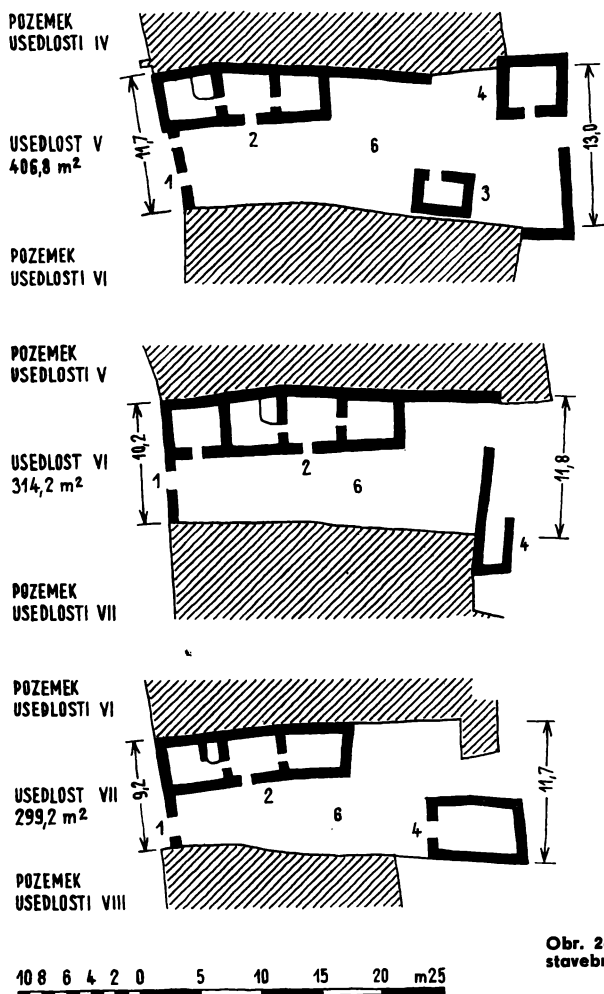 POZEMEK
USEDLOSTI IV
4
USEDLOST V
406,8 m²
11,7
2
6
13,0
1
3
POZEMEK
USEDLOSTI VI
POZEMEK
USEDLOSTI V
10,2
11,8
USEDLOST VI
314,2 m²
1
2
6
4
POZEMEK
USEDLOSTI VII
POZEMEK
USEDLOSTI VI
9,2
11,7
USEDLOST VII
299,2 m²
2
6
1
4
POZEMEK
USEDLOSTI VIII
Obr. 2
stavebn
10 8 6 4 2 0 5 10 15 20 m25